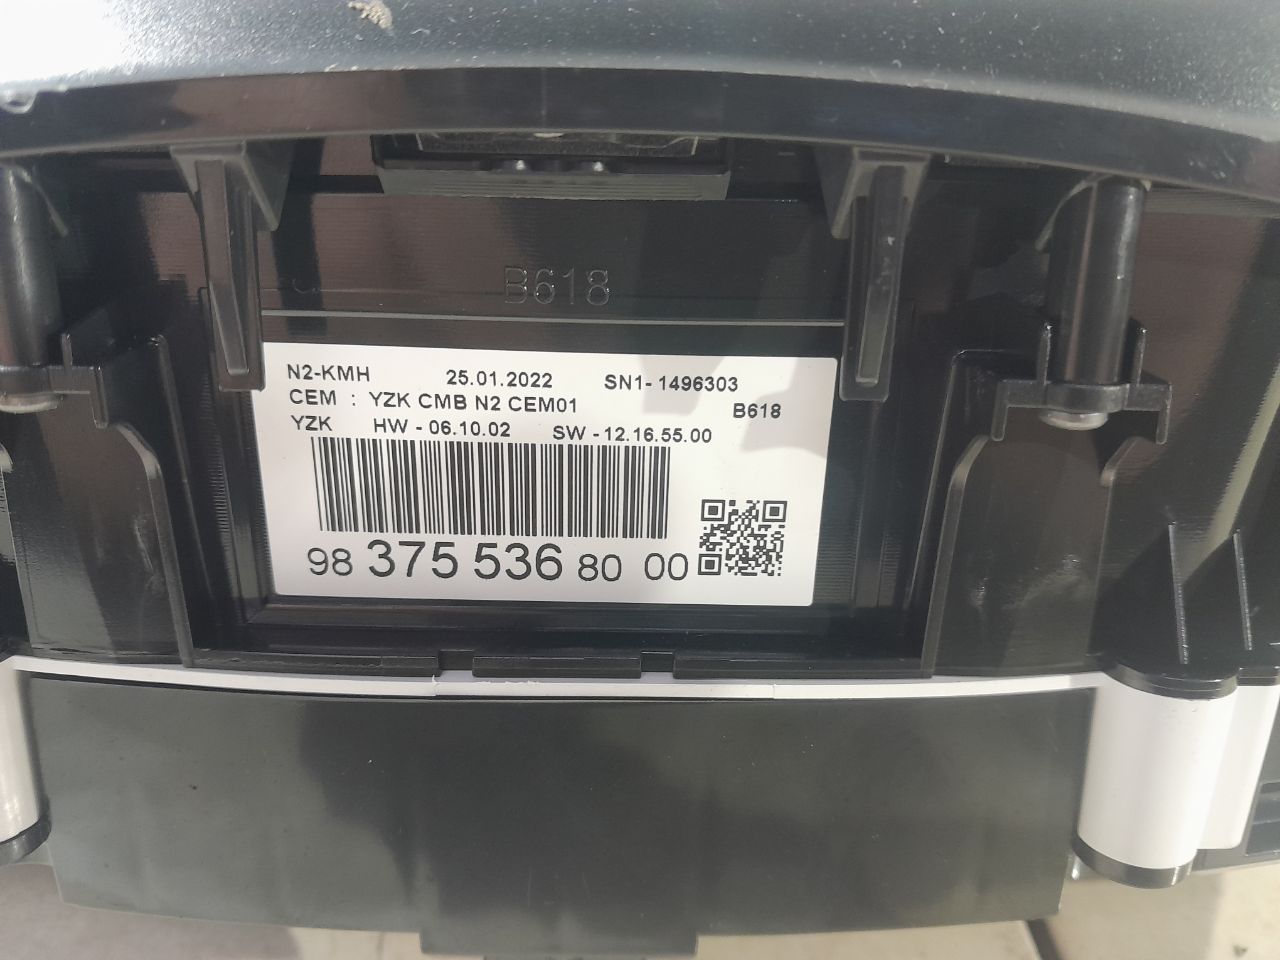 B618
N2-KMH 25.01.2022 SN1- 1496303
CEM : YZK CMB N2 CEM01 B618
YZK HW - 06.10.02 SW - 12.16.55.00
98 375 536 80 00